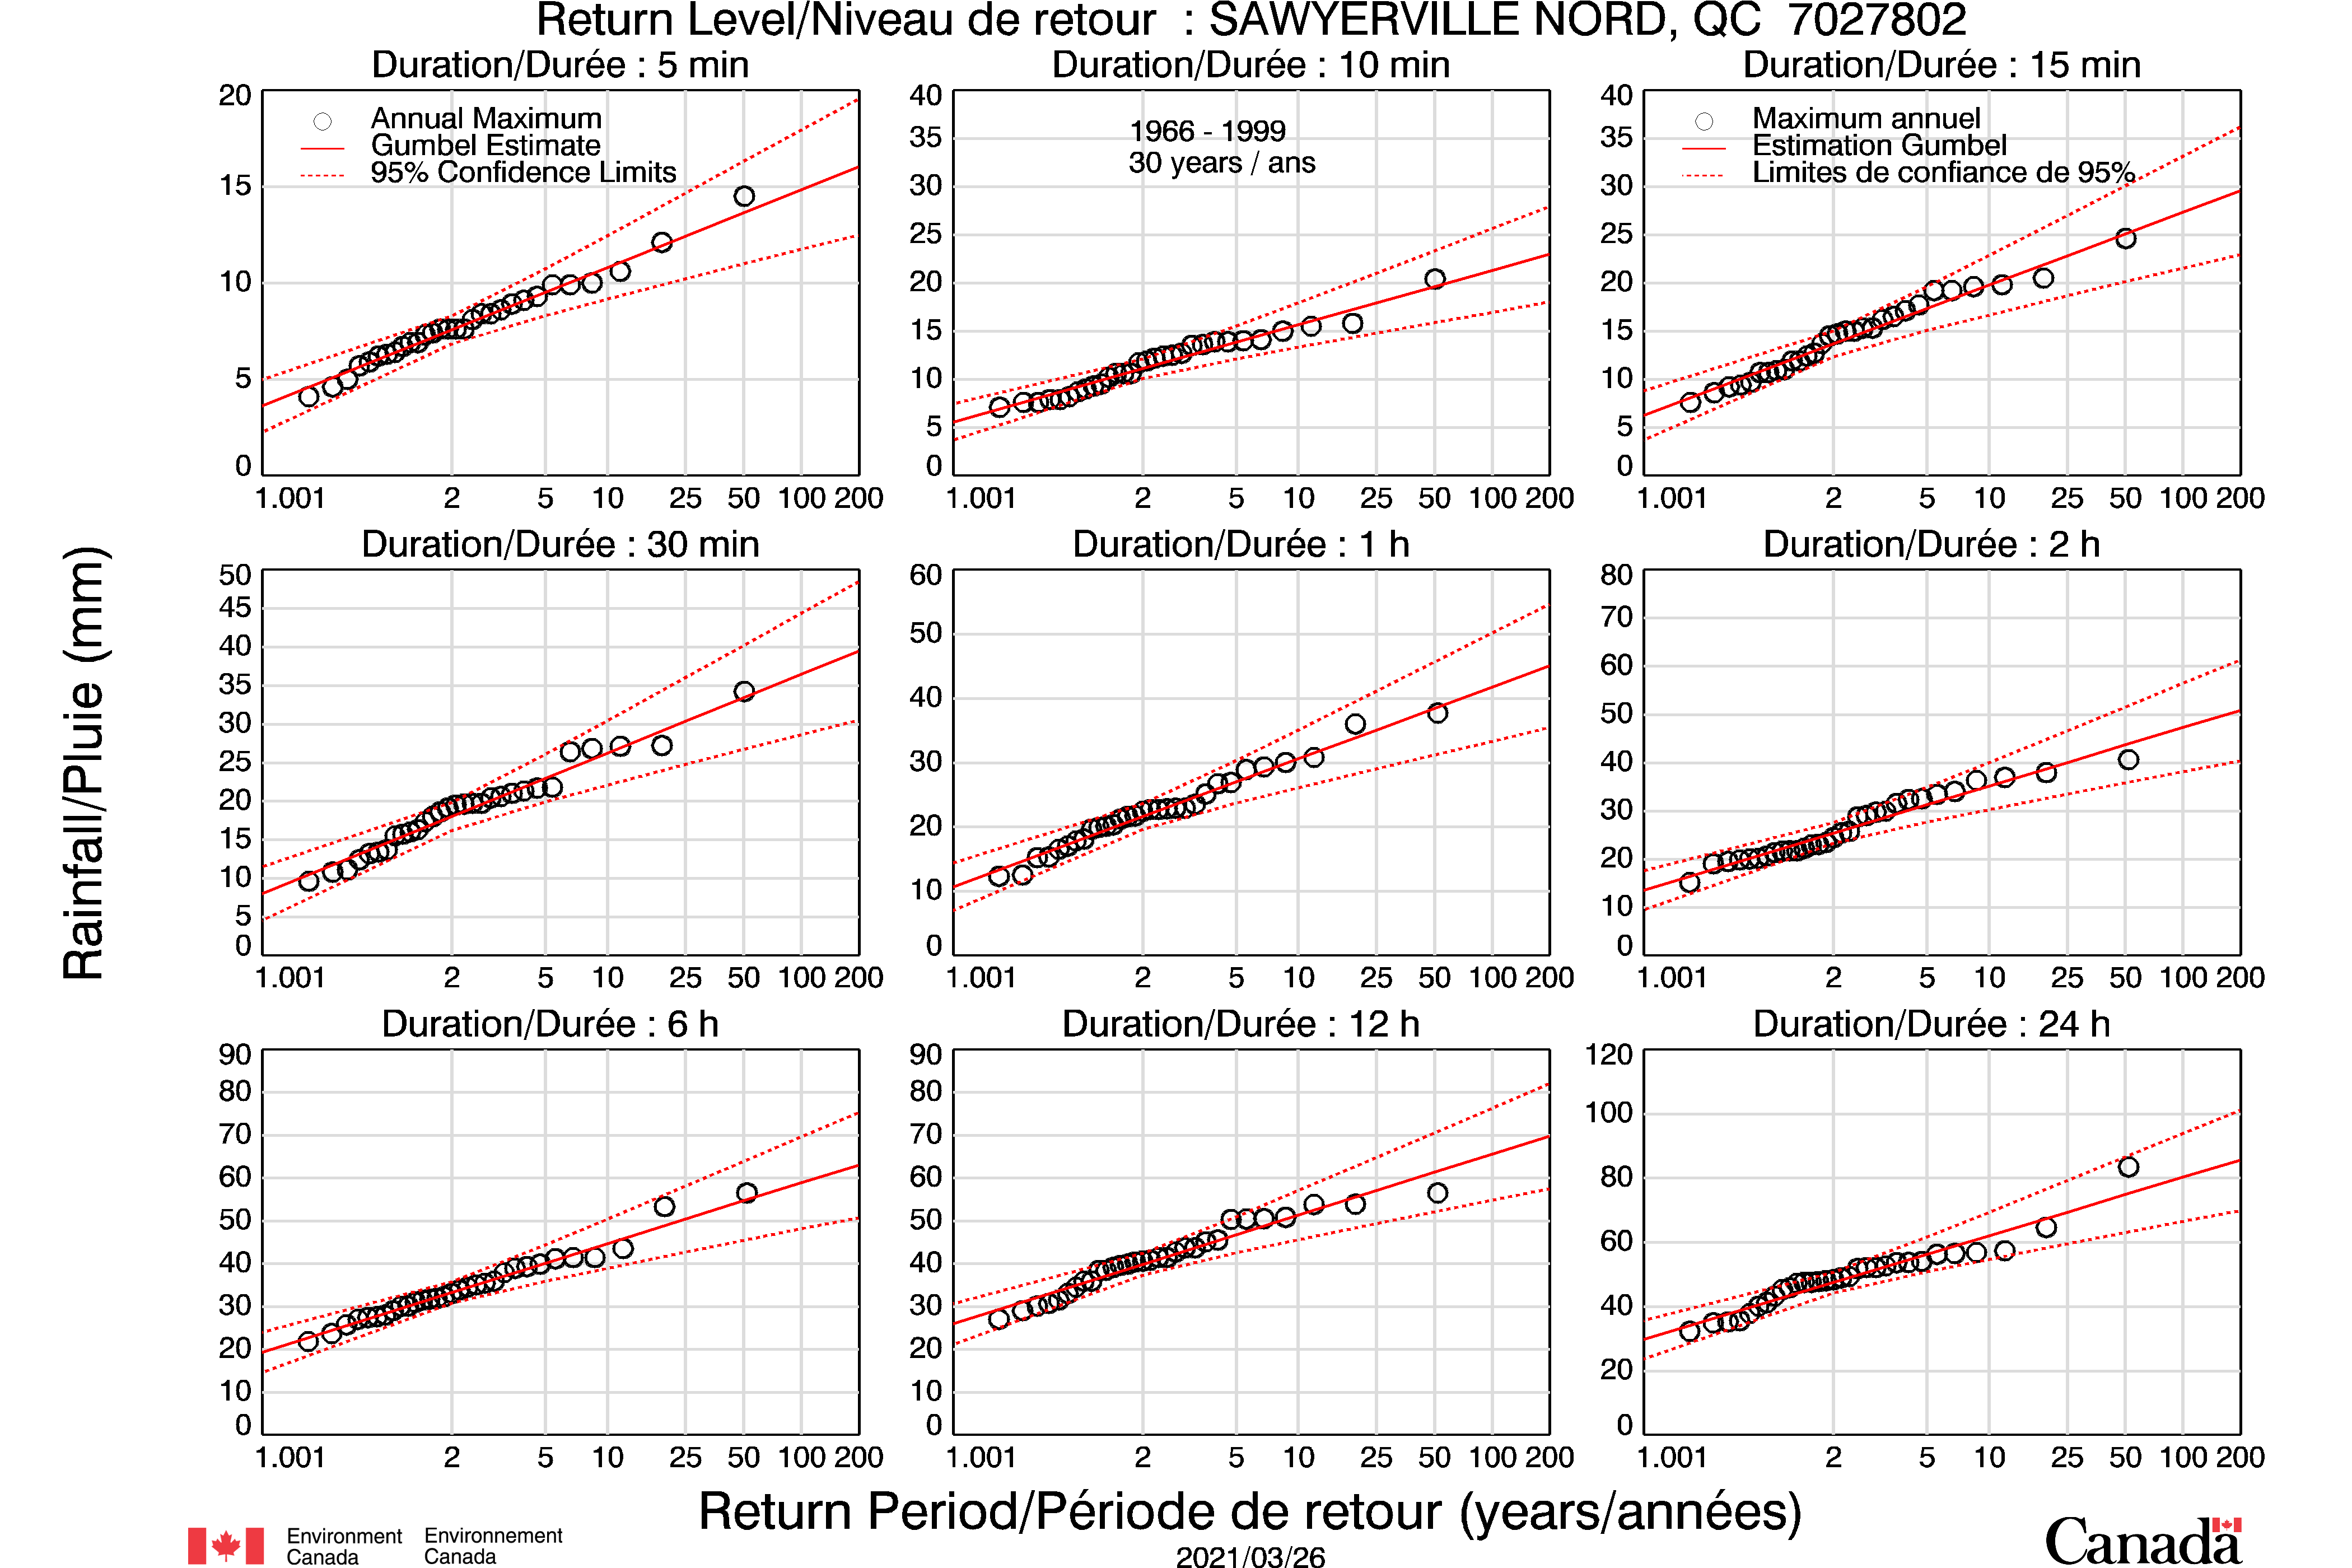 Return Level/Niveau de retour : SAWYERVILLE NORD, QC 7027802
Duration/Durée : 5 min
20
15
10
5
0
Annual Maximum
Gumbel Estimate
95% Confidence Limits
1.001 2 5 10 25 50 100 200
Duration/Durée : 10 min
40
35
30
25
20
15
10
5
0
1966 - 1999
30 years / ans
1.001 2 5 10 25 50 100 200
Duration/Durée : 15 min
40
35
30
25
20
15
10
5
0
Maximum annuel
Estimation Gumbel
Limites de confiance de 95%
1.001 2 5 10 25 50 100 200
Rainfall/Pluie (mm)
Duration/Durée : 30 min
50
45
40
35
30
25
20
15
10
5
0
1.001 2 5 10 25 50 100 200
Duration/Durée : 1 h
60
50
40
30
20
10
0
1.001 2 5 10 25 50 100 200
Duration/Durée : 2 h
80
70
60
50
40
30
20
10
0
1.001 2 5 10 25 50 100 200
Duration/Durée : 6 h
90
80
70
60
50
40
30
20
10
0
1.001 2 5 10 25 50 100 200
Duration/Durée : 12 h
90
80
70
60
50
40
30
20
10
0
1.001 2 5 10 25 50 100 200
Duration/Durée : 24 h
120
100
80
60
40
20
0
1.001 2 5 10 25 50 100 200
Return Period/Période de retour (years/années)
Environment
Canada
Environnement
Canada
2021/03/26
Canada